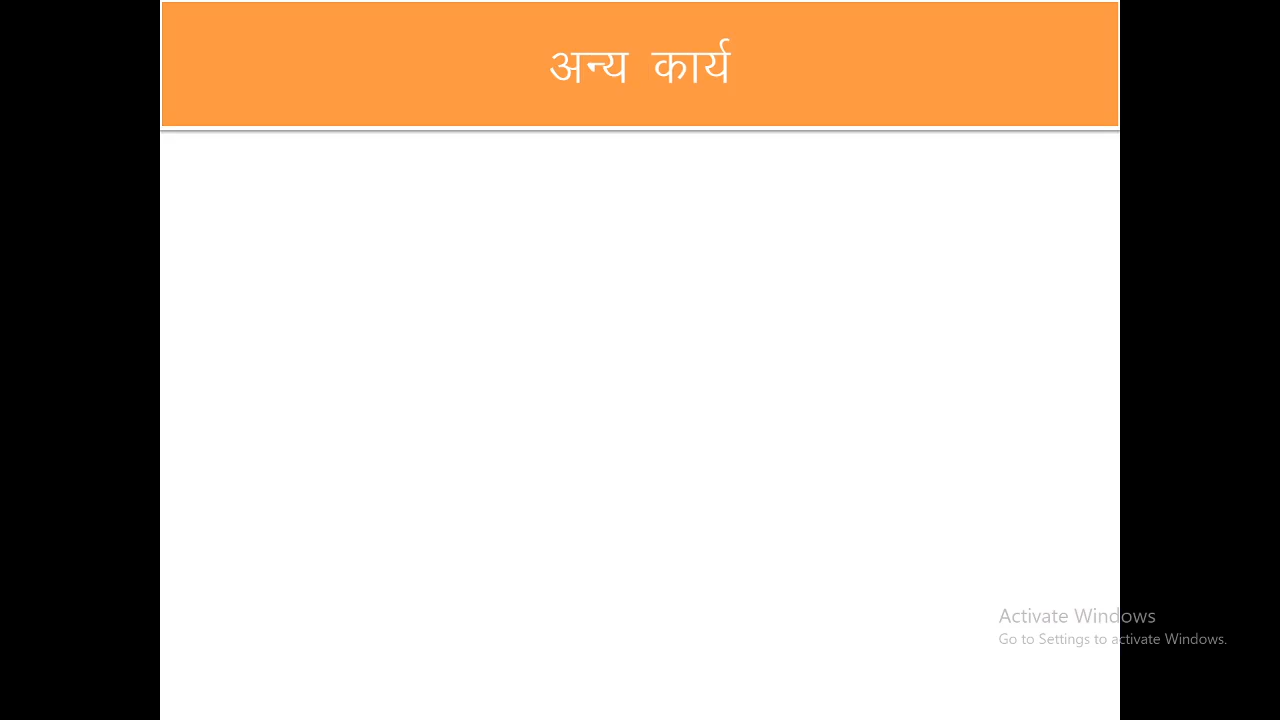 अन्य कार्य
Activate Windows
Go to Settings to activate Windows.